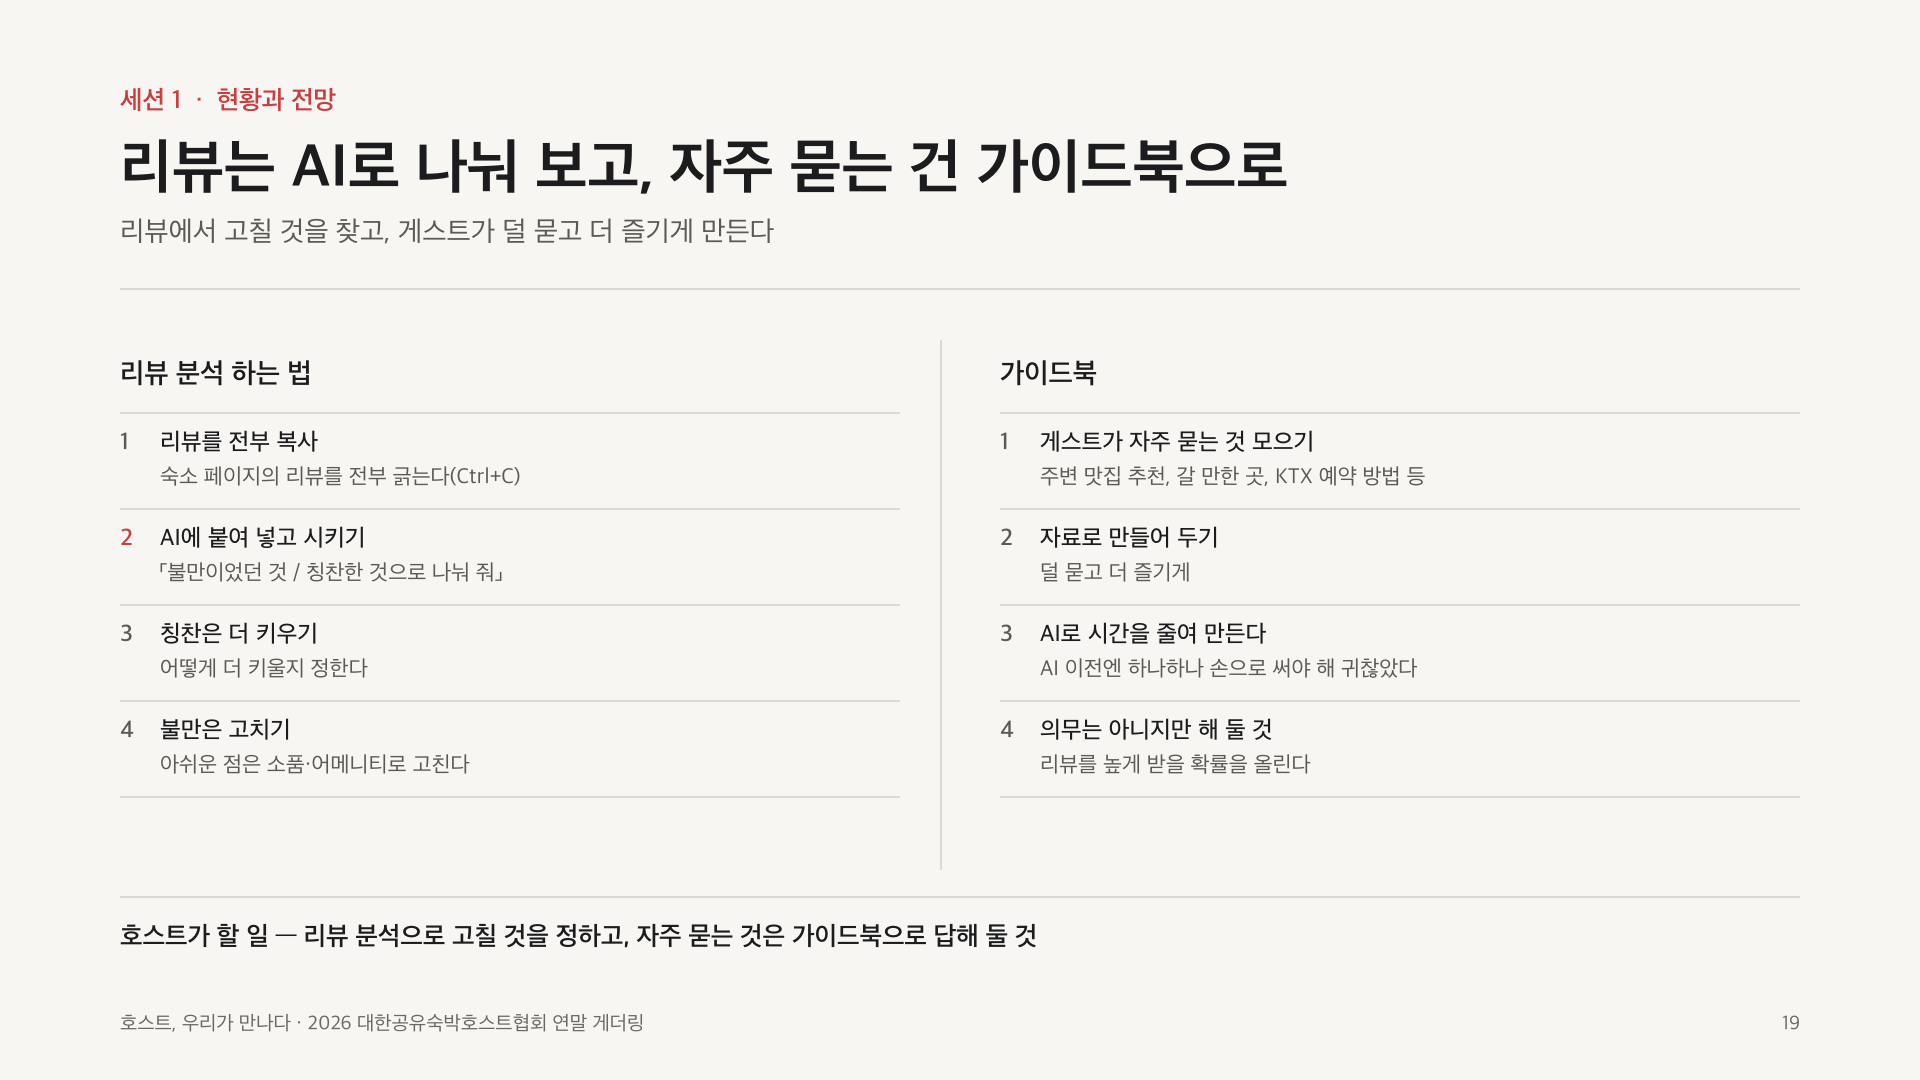 세션 1 · 현황과 전망
리뷰는 AI로 나눠 보고, 자주 묻는 건 가이드북으로
리뷰에서 고칠 것을 찾고, 게스트가 덜 묻고 더 즐기게 만든다
리뷰 분석 하는 법
1 리뷰를 전부 복사
숙소 페이지의 리뷰를 전부 긁는다(Ctrl+C)
2 AI에 붙여 넣고 시키기
「불만이었던 것 / 칭찬한 것으로 나눠 줘」
3 칭찬은 더 키우기
어떻게 더 키울지 정한다
4 불만은 고치기
아쉬운 점은 소품·어메니티로 고친다
가이드북
1 게스트가 자주 묻는 것 모으기
주변 맛집 추천, 갈 만한 곳, KTX 예약 방법 등
2 자료로 만들어 두기
덜 묻고 더 즐기게
3 AI로 시간을 줄여 만든다
AI 이전엔 하나하나 손으로 써야 해 귀찮았다
4 의무는 아니지만 해 둘 것
리뷰를 높게 받을 확률을 올린다
호스트가 할 일 — 리뷰 분석으로 고칠 것을 정하고, 자주 묻는 것은 가이드북으로 답해 둘 것
호스트, 우리가 만나다 · 2026 대한공유숙박호스트협회 연말 게더링
19